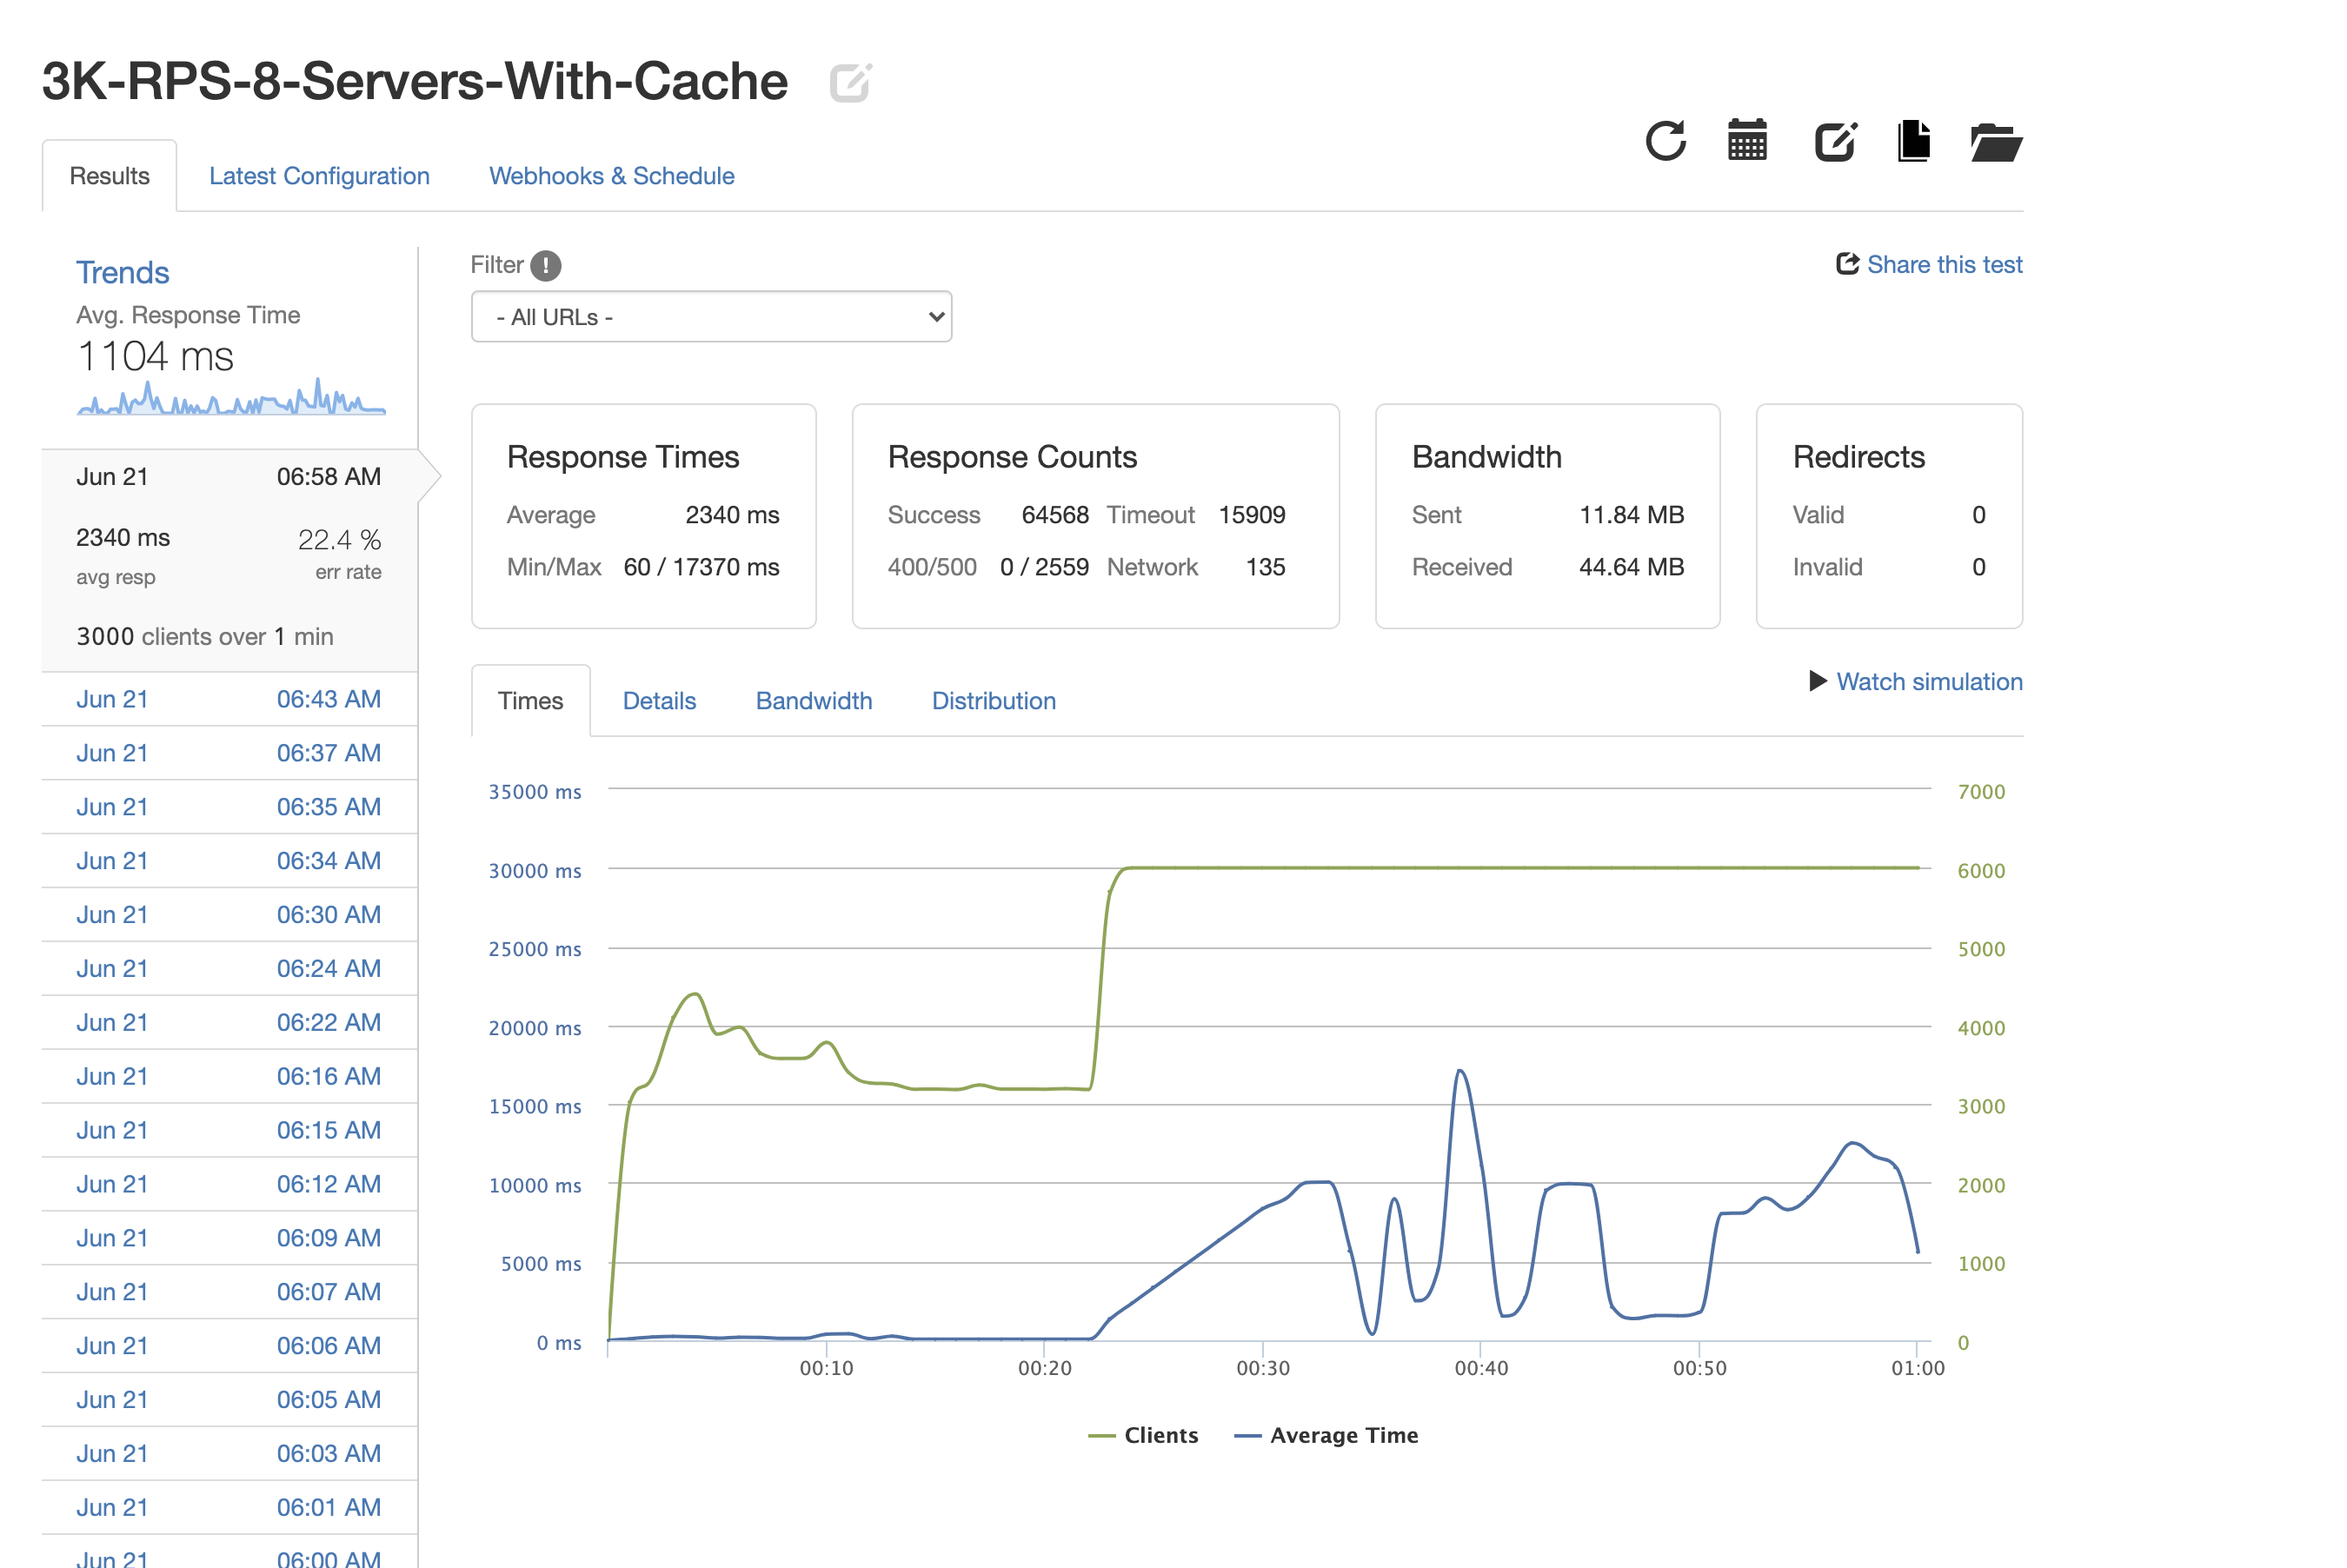 3K-RPS-8-Servers-With-Cache
Results
Latest Configuration
Webhooks & Schedule
Trends
Avg. Response Time
1104 ms
Jun 21 06:58 AM
2340 ms 22.4 %
avg resp err rate
3000 clients over 1 min
Jun 21 06:43 AM
Jun 21 06:37 AM
Jun 21 06:35 AM
Jun 21 06:34 AM
Jun 21 06:30 AM
Jun 21 06:24 AM
Jun 21 06:22 AM
Jun 21 06:16 AM
Jun 21 06:15 AM
Jun 21 06:12 AM
Jun 21 06:09 AM
Jun 21 06:07 AM
Jun 21 06:06 AM
Jun 21 06:05 AM
Jun 21 06:03 AM
Jun 21 06:01 AM
Jun 21 06:00 AM
Filter !
Share this test
- All URLs -
Response Times
Average 2340 ms
Min/Max 60 / 17370 ms
Response Counts
Success 64568 Timeout 15909
400/500 0 / 2559 Network 135
Bandwidth
Sent 11.84 MB
Received 44.64 MB
Redirects
Valid 0
Invalid 0
Times
Details
Bandwidth
Distribution
Watch simulation
35000 ms 7000
30000 ms 6000
25000 ms 5000
20000 ms 4000
15000 ms 3000
10000 ms 2000
5000 ms 1000
0 ms 0
00:10 00:20 00:30 00:40 00:50 01:00
Clients Average Time